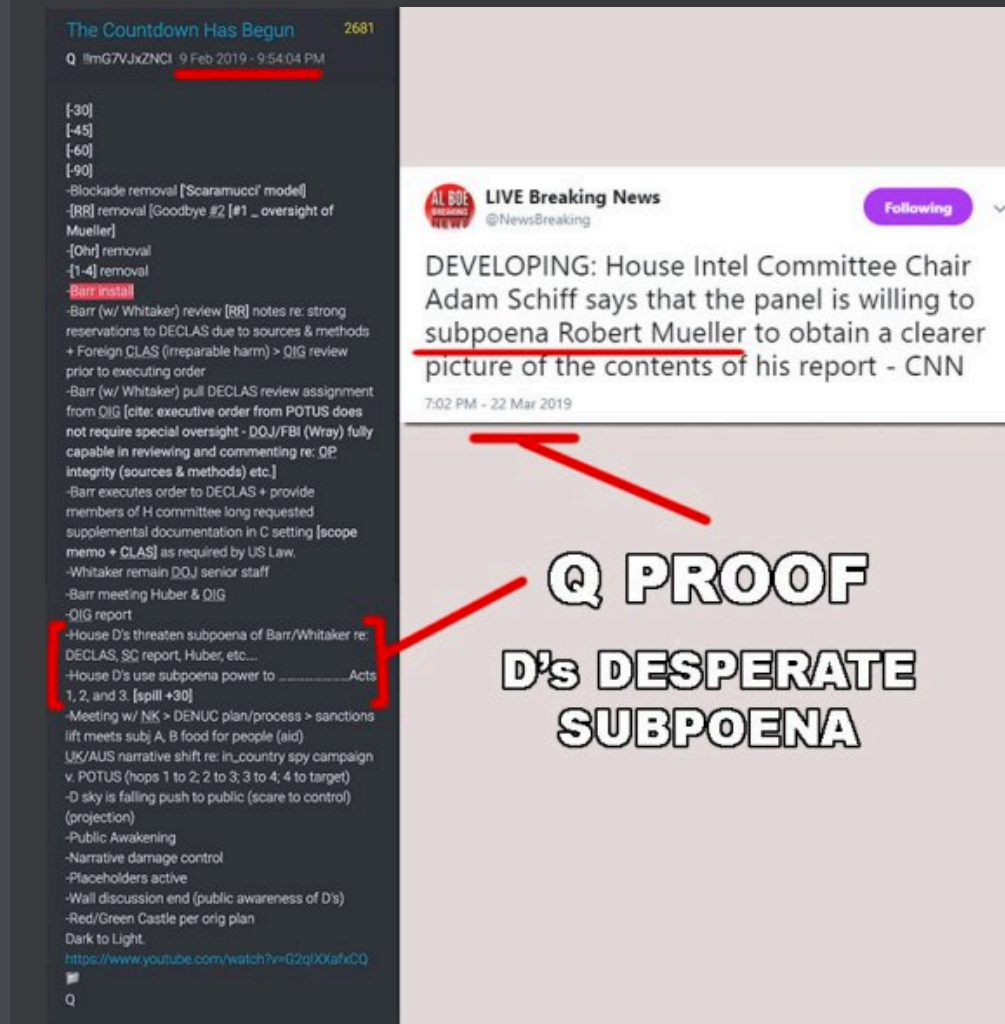 The Countdown Has Begun 2681
Q !!mG7VJxZNCI 9 Feb 2019 - 9:54:04 PM
[-30]
[-45]
[-60]
[-90]
-Blockade removal ['Scaramucci' model]
-[RR] removal [Goodbye #2 [#1 _ oversight of
Mueller]
-[Ohr] removal
-[1-4] removal
-Barr install
-Barr (w/ Whitaker) review [RR] notes re: strong
reservations to DECLAS due to sources & methods
+ Foreign CLAS (irreparable harm) > OIG review
prior to executing order
-Barr (w/ Whitaker) pull DECLAS review assignment
from OIG [cite: executive order from POTUS does
not require special oversight - DOJ/FBI (Wray) fully
capable in reviewing and commenting re: OP
integrity (sources & methods) etc.]
-Barr executes order to DECLAS + provide
members of H committee long requested
supplemental documentation in C setting [scope
memo + CLAS] as required by US Law.
-Whitaker remain DOJ senior staff
-Barr meeting Huber & OIG
-OIG report
-House D's threaten subpoena of Barr/Whitaker re:
DECLAS, SC report, Huber, etc....
-House D's use subpoena power to ______________Acts
1, 2, and 3. [spill +30]
-Meeting w/ NK > DENUC plan/process > sanctions
lift meets subj A, B food for people (aid)
UK/AUS narrative shift re: in_country spy campaign
v. POTUS (hops 1 to 2; 2 to 3; 3 to 4; 4 to target)
-D sky is falling push to public (scare to control)
(projection)
-Public Awakening
-Narrative damage control
-Placeholders active
-Wall discussion end (public awareness of D's)
-Red/Green Castle per orig plan
Dark to Light.
https://www.youtube.com/watch?v=G2qIXXafxCQ
Q
AL BOE
BREAKING
NEWS
LIVE Breaking News
@NewsBreaking
Following
DEVELOPING: House Intel Committee Chair
Adam Schiff says that the panel is willing to
subpoena Robert Mueller to obtain a clearer
picture of the contents of his report - CNN
7:02 PM - 22 Mar 2019
Q PROOF
D's DESPERATE
SUBPOENA